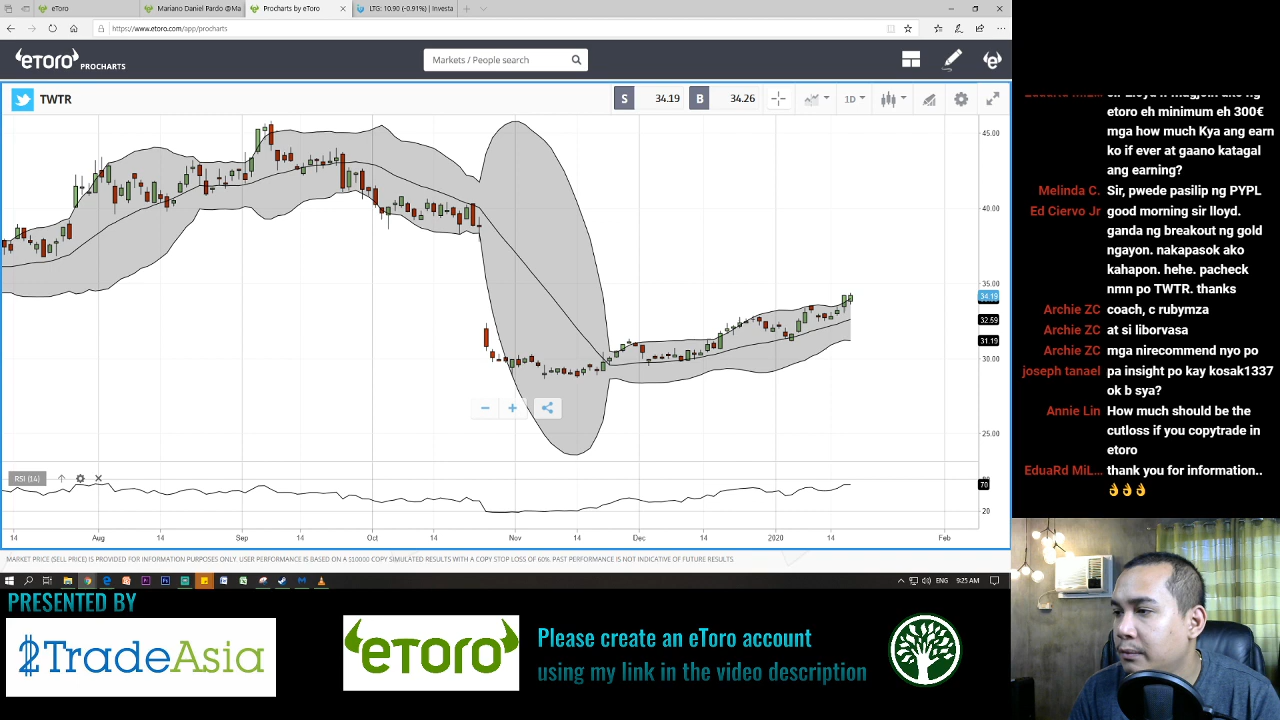 eToro
Mariano Daniel Pardo @Ma
Procharts by eToro
LTG: 10.90 (-0.91%) | Investa
https://www.etoro.com/app/procharts
eToro PROCHARTS
Markets / People search
TWTR
S 34.19 B 34.26
1D
45.00
40.00
35.00
34.19
32.59
31.19
30.00
25.00
RSI (14)
70
20
14 Aug 14 Sep 14 Oct 14 Nov 14 Dec 14 2020 14 Feb
MARKET PRICE (SELL PRICE) IS PROVIDED FOR INFORMATION PURPOSES ONLY. USER PERFORMANCE IS BASED ON A $10000 COPY SIMULATED RESULTS WITH A COPY STOP LOSS OF 60%. PAST PERFORMANCE IS NOT INDICATIVE OF FUTURE RESULTS
ENG 9:25 AM
etoro eh minimum eh 300€
mga how much Kya ang earn
ko if ever at gaano katagal
ang earning?
Melinda C. Sir, pwede pasilip ng PYPL
Ed Ciervo Jr good morning sir lloyd.
ganda ng breakout ng gold
ngayon. nakapasok ako
kahapon. hehe. pacheck
nmn po TWTR. thanks
Archie ZC coach, c rubymza
Archie ZC at si liborvasa
Archie ZC mga nirecommend nyo po
joseph tanael pa insight po kay kosak1337
ok b sya?
Annie Lin How much should be the
cutloss if you copytrade in
etoro
EduaRd MiL... thank you for information..
👌👌👌
PRESENTED BY
2TradeAsia
eToro
Please create an eToro account
using my link in the video description